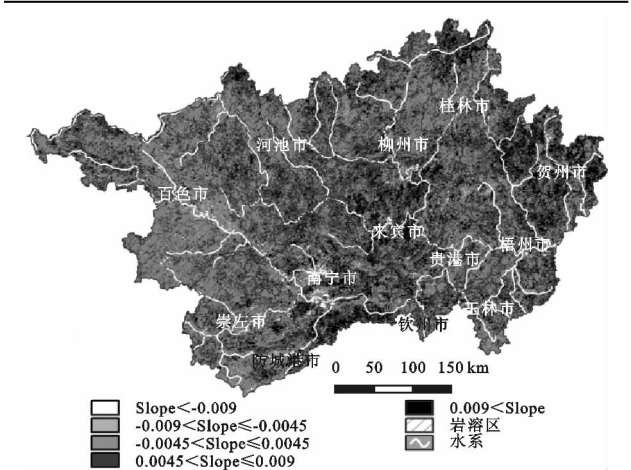 桂林市
河池市
柳州市
贺州市
百色市
来宾市
贵港市
梧州市
南宁市
玉林市
崇左市
钦州市
防城港市
0 50 100 150 km
Slope<-0.009
-0.009<Slope≤-0.0045
-0.0045<Slope≤0.0045
0.0045<Slope≤0.009
0.009<Slope
岩溶区
水系